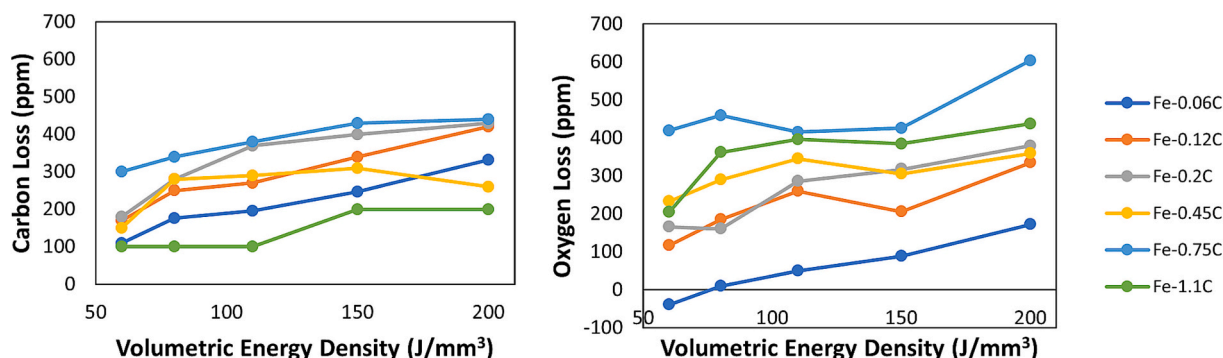 700
600
500
400
300
200
100
0
50
100
150
200
Carbon Loss (ppm)
Volumetric Energy Density (J/mm³)
700
600
500
400
300
200
100
0
-100
50
100
150
200
Oxygen Loss (ppm)
Volumetric Energy Density (J/mm³)
Fe-0.06C
Fe-0.12C
Fe-0.2C
Fe-0.45C
Fe-0.75C
Fe-1.1C